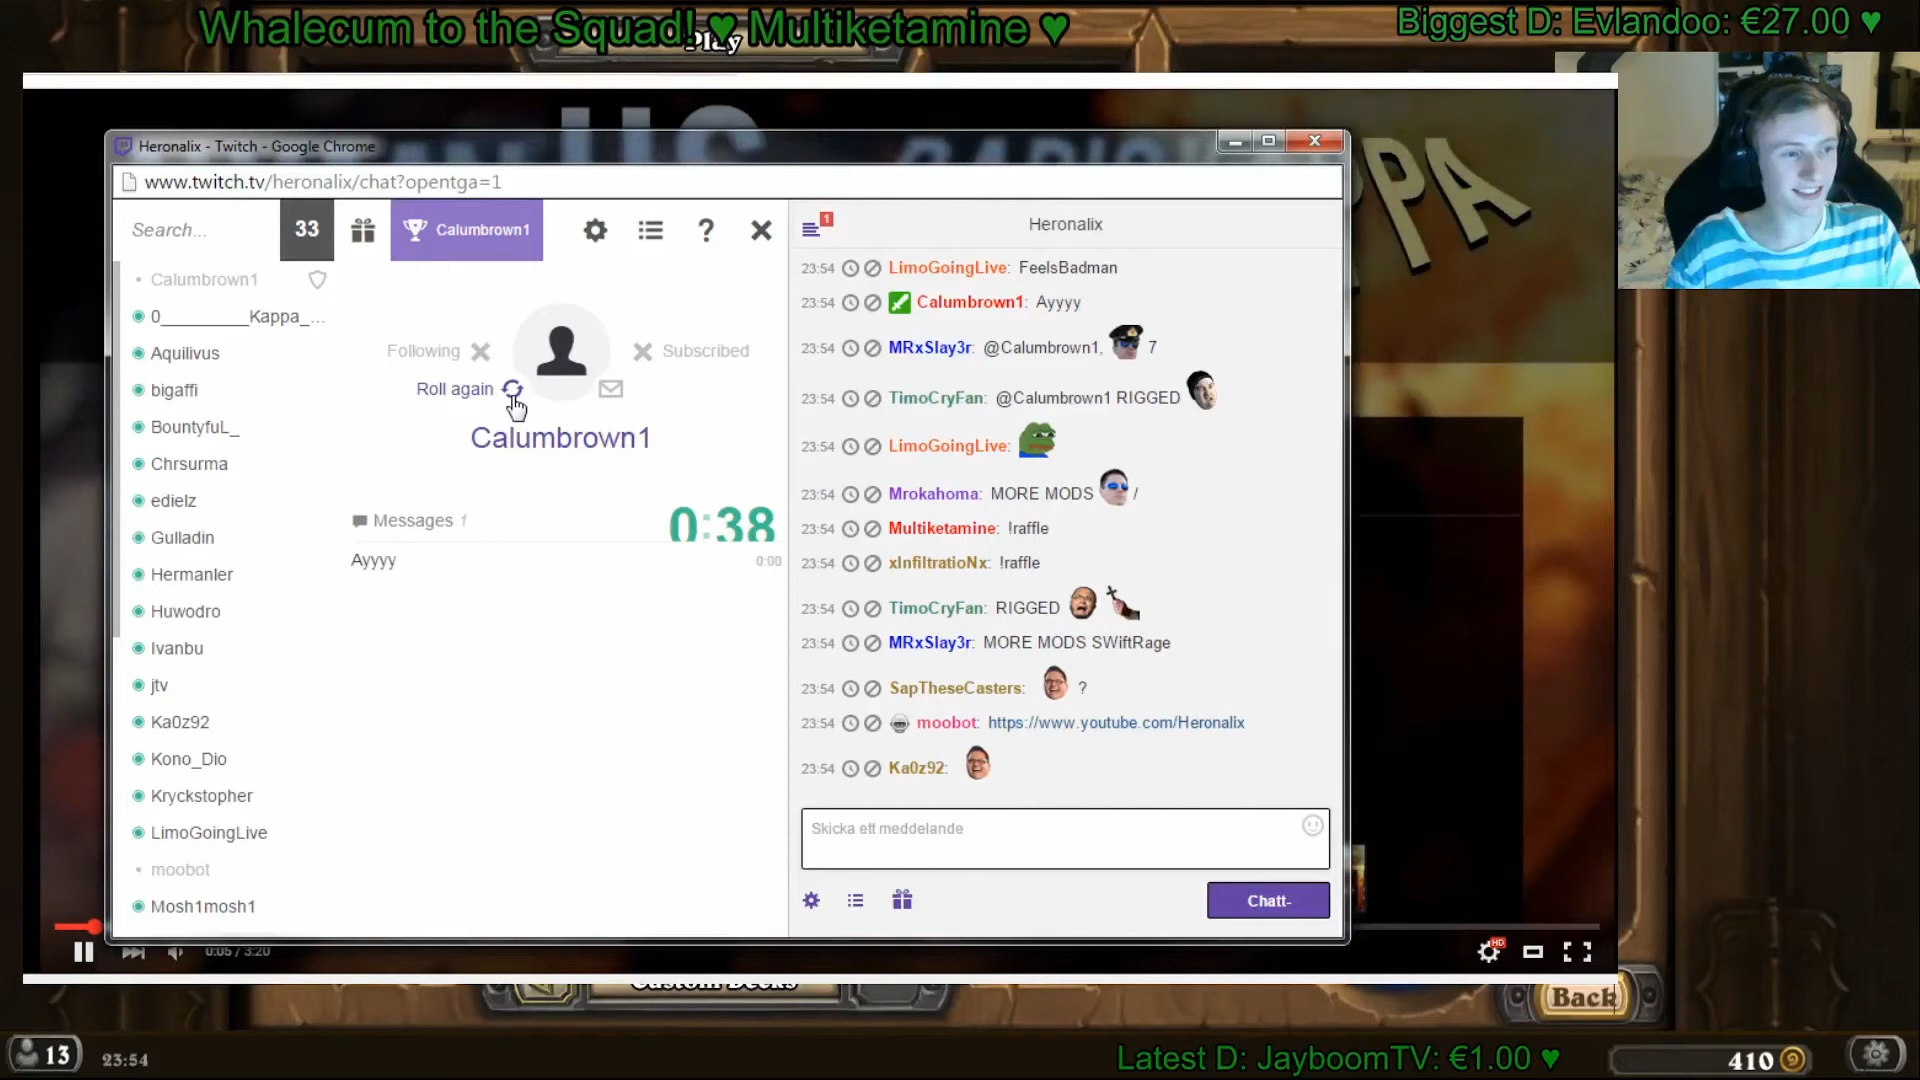 Whalecum to the Squad! ♥ Multiketamine ♥
Biggest D: Evlandoo: €27.00 ♥
Play
Heronalix - Twitch - Google Chrome
www.twitch.tv/heronalix/chat?opentga=1
Search...
33
Calumbrown1
?
1
Heronalix
Calumbrown1
0_________Kappa_...
Aquilivus
bigaffi
BountyfuL_
Chrsurma
edielz
Gulladin
Hermanler
Huwodro
Ivanbu
jtv
Ka0z92
Kono_Dio
Kryckstopher
LimoGoingLive
moobot
Mosh1mosh1
Following
Subscribed
Roll again
Calumbrown1
Messages 1
0:38
Ayyyy
0:00
23:54 LimoGoingLive: FeelsBadman
23:54 Calumbrown1: Ayyyy
23:54 MRxSlay3r: @Calumbrown1, 7
23:54 TimoCryFan: @Calumbrown1 RIGGED
23:54 LimoGoingLive:
23:54 Mrokahoma: MORE MODS /
23:54 Multiketamine: !raffle
23:54 xInfiltratioNx: !raffle
23:54 TimoCryFan: RIGGED
23:54 MRxSlay3r: MORE MODS SWiftRage
23:54 SapTheseCasters: ?
23:54 moobot: https://www.youtube.com/Heronalix
23:54 Ka0z92:
Skicka ett meddelande
Chatt-
0:05 / 3:20
HD
Custom Decks
Back
13
23:54
Latest D: JayboomTV: €1.00 ♥
410